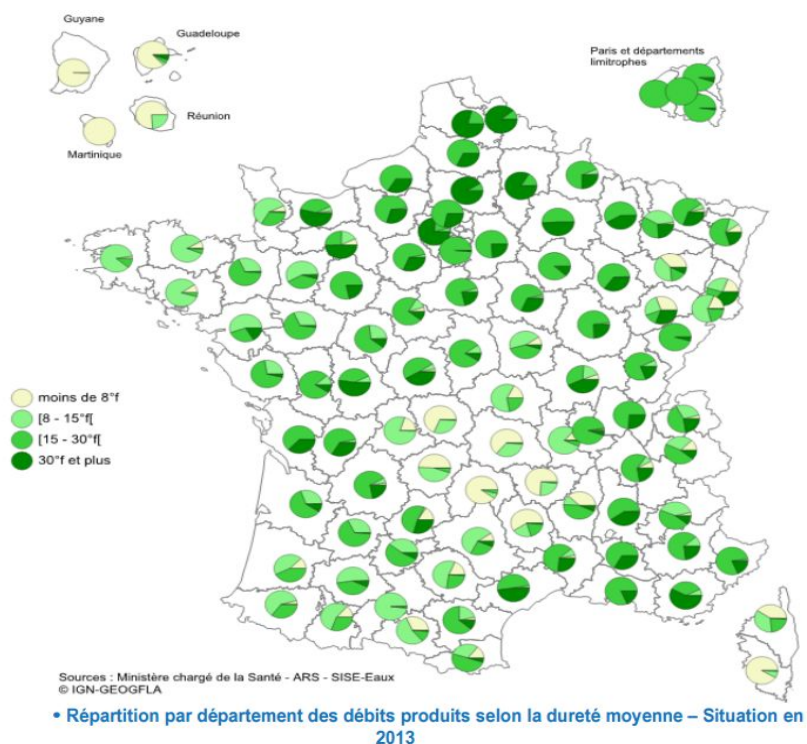 Guyane
Guadeloupe
Réunion
Martinique
Paris et départements
limitrophes
moins de 8°f
[8 - 15°f[
[15 - 30°f[
30°f et plus
Sources : Ministère chargé de la Santé - ARS - SISE-Eaux
© IGN-GEOGFLA
• Répartition par département des débits produits selon la dureté moyenne – Situation en
2013